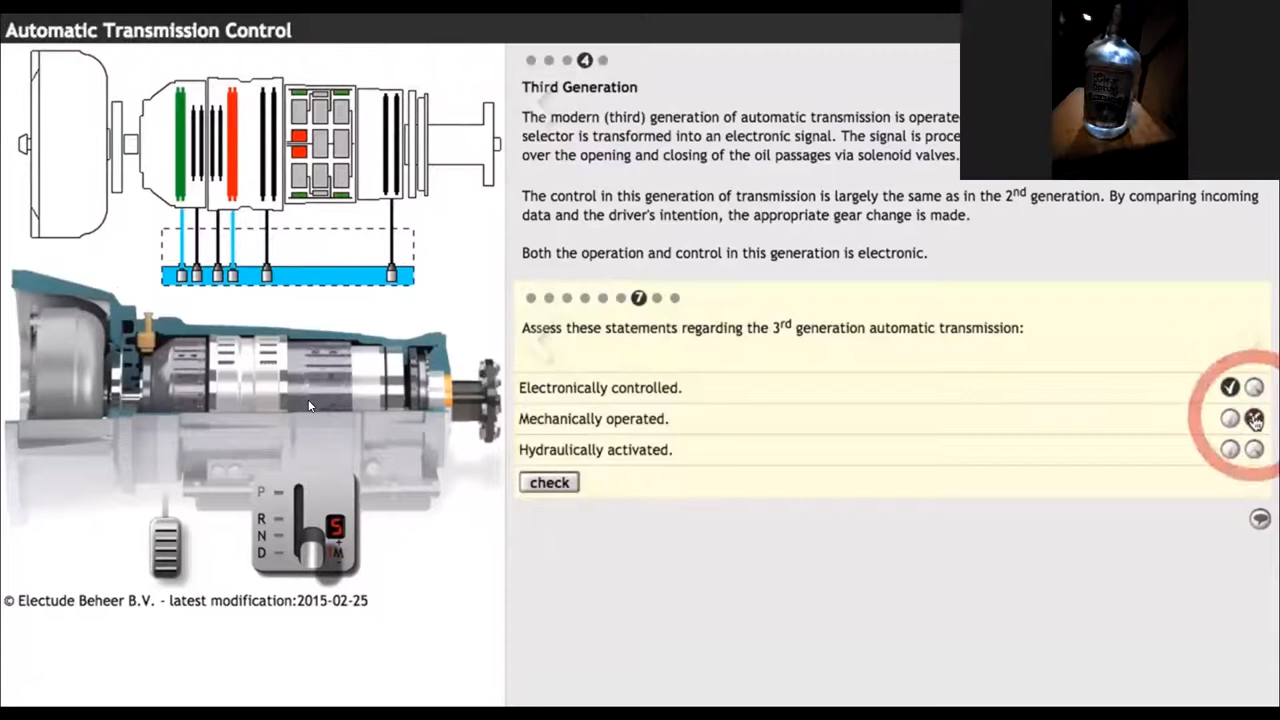 Automatic Transmission Control
4
Third Generation
The modern (third) generation of automatic transmission is operate
selector is transformed into an electronic signal. The signal is proce
over the opening and closing of the oil passages via solenoid valves.
The control in this generation of transmission is largely the same as in the 2nd generation. By comparing incoming
data and the driver's intention, the appropriate gear change is made.
Both the operation and control in this generation is electronic.
7
Assess these statements regarding the 3rd generation automatic transmission:
Electronically controlled.
Mechanically operated.
Hydraulically activated.
check
P
R
N
D
5
+
M
-
© Electude Beheer B.V. - latest modification:2015-02-25